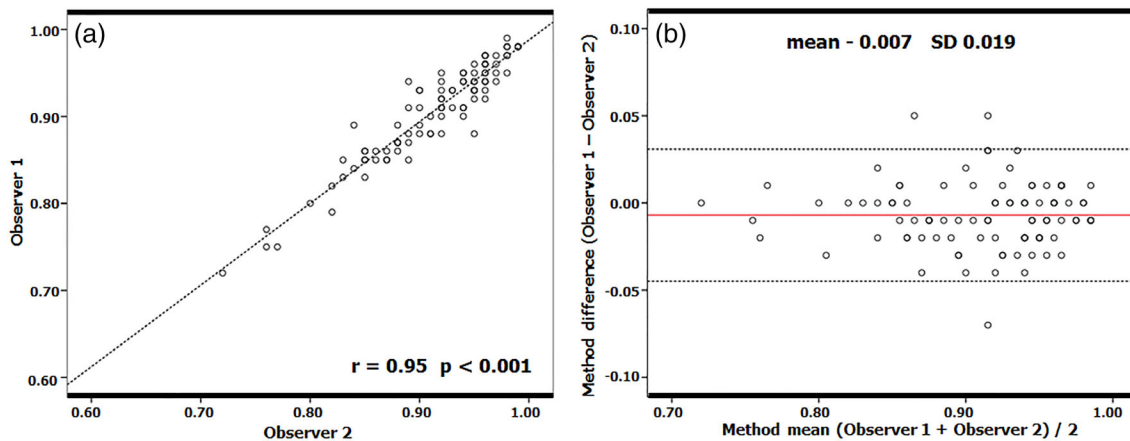 (a)
1.00
0.90
0.80
0.70
0.60
Observer 1
r = 0.95 p < 0.001
0.60 0.70 0.80 0.90 1.00
Observer 2
(b)
mean - 0.007 SD 0.019
0.10
0.05
0.00
-0.05
-0.10
Method difference (Observer 1 – Observer 2)
0.70 0.80 0.90 1.00
Method mean (Observer 1 + Observer 2) / 2